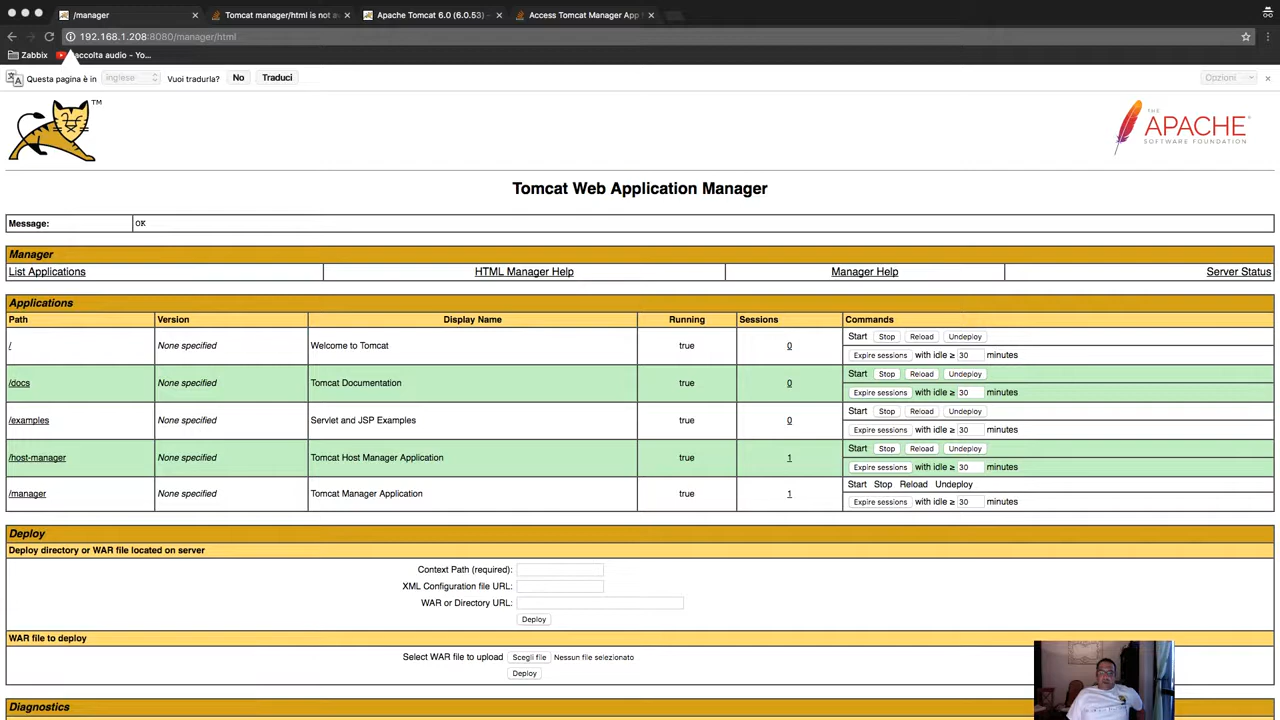 /manager
Tomcat manager/html is not a
Apache Tomcat 6.0 (6.0.53) –
Access Tomcat Manager App
192.168.1.208:8080/manager/html
Zabbix
accolta audio - Yo...
Questa pagina è in
inglese
Vuoi tradurla?
No
Traduci
Opzioni
TM
THE
APACHE
SOFTWARE FOUNDATION
Tomcat Web Application Manager
Message: OK
Manager
List Applications HTML Manager Help Manager Help Server Status
Applications
Path Version Display Name Running Sessions Commands
/ None specified Welcome to Tomcat true 0 Start Stop Reload Undeploy
Expire sessions with idle ≥ 30 minutes
/docs None specified Tomcat Documentation true 0 Start Stop Reload Undeploy
Expire sessions with idle ≥ 30 minutes
/examples None specified Servlet and JSP Examples true 0 Start Stop Reload Undeploy
Expire sessions with idle ≥ 30 minutes
/host-manager None specified Tomcat Host Manager Application true 1 Start Stop Reload Undeploy
Expire sessions with idle ≥ 30 minutes
/manager None specified Tomcat Manager Application true 1 Start Stop Reload Undeploy
Expire sessions with idle ≥ 30 minutes
Deploy
Deploy directory or WAR file located on server
Context Path (required):
XML Configuration file URL:
WAR or Directory URL:
Deploy
WAR file to deploy
Select WAR file to upload Scegli file Nessun file selezionato
Deploy
Diagnostics